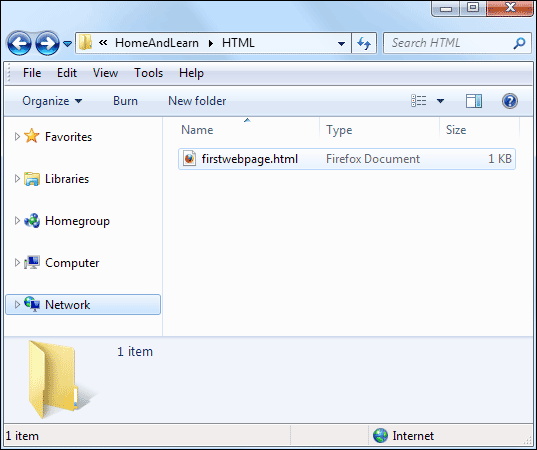 « HomeAndLearn HTML Search HTML
File Edit View Tools Help
Organize Burn New folder
Name Type Size
Favorites
firstwebpage.html Firefox Document 1 KB
Libraries
Homegroup
Computer
Network
1 item
1 item Internet